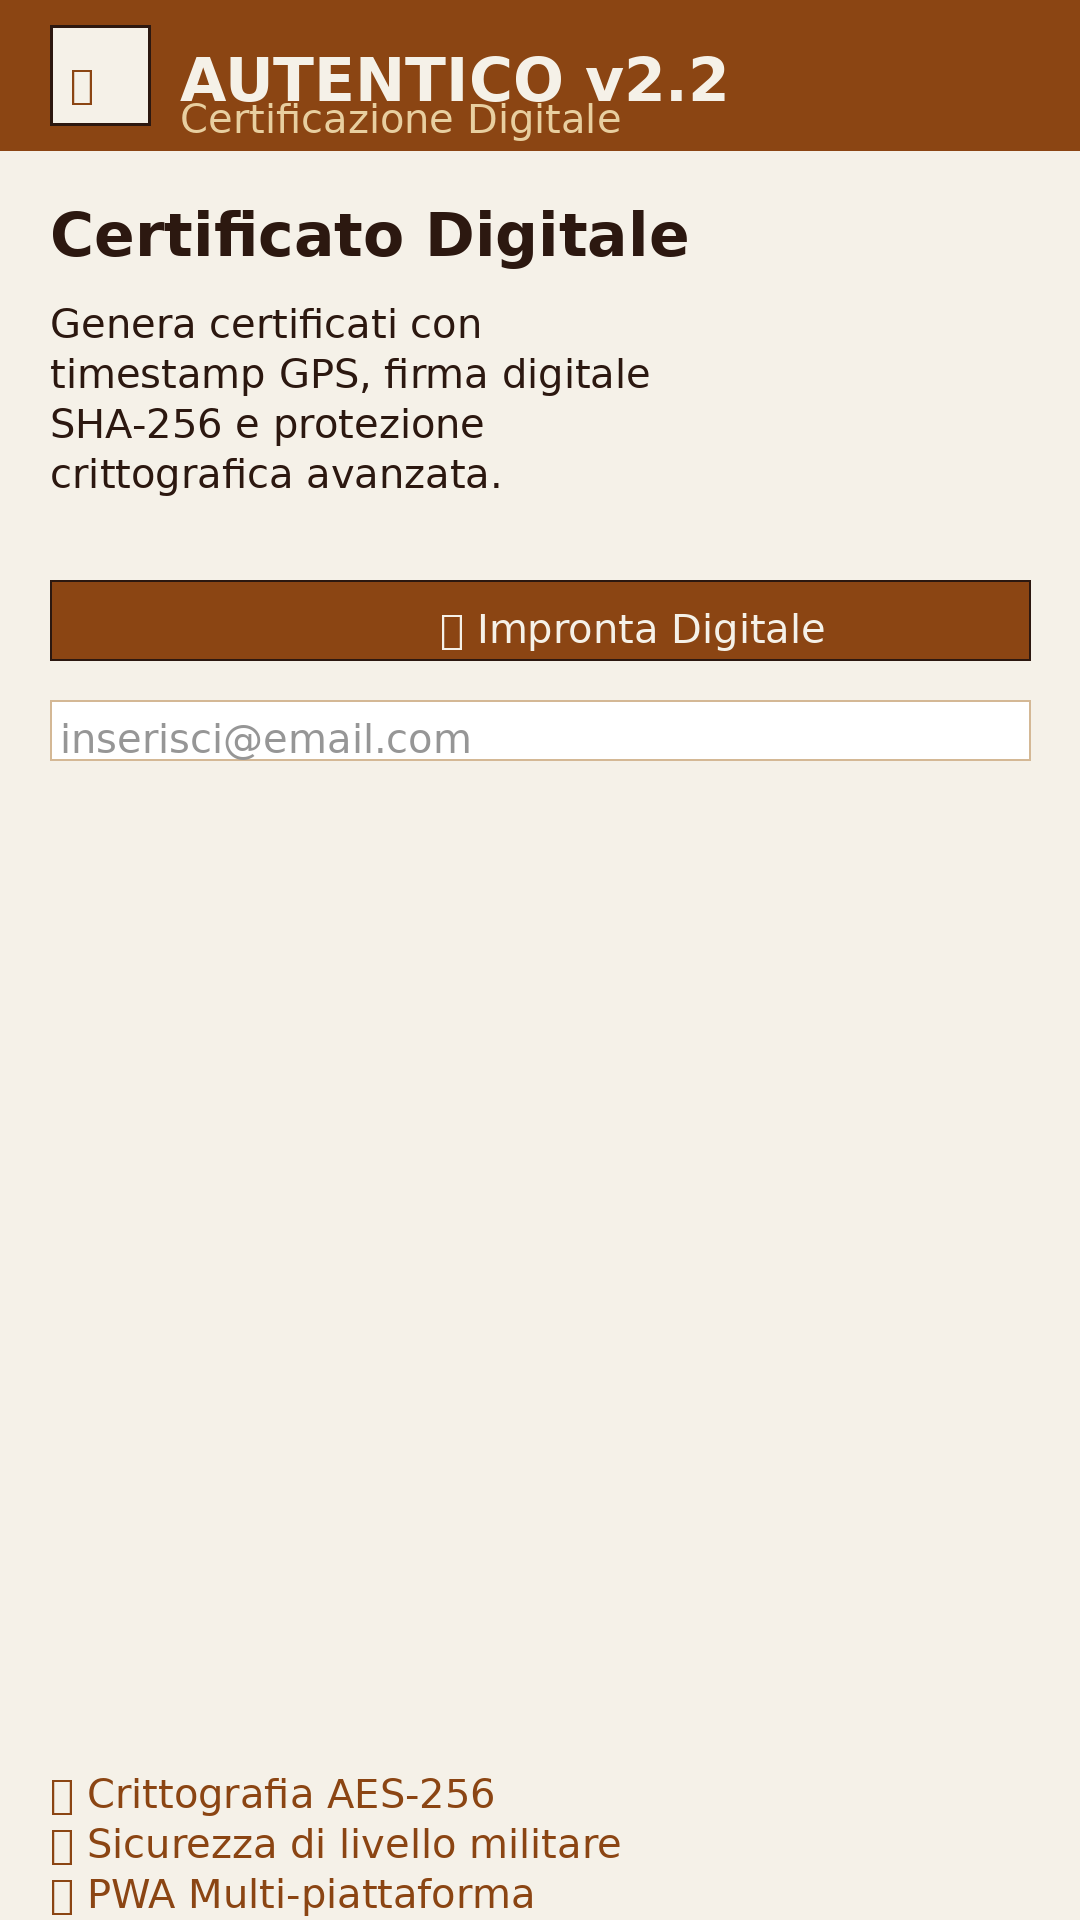 AUTENTICO v2.2
Certificazione Digitale
Certificato Digitale
Genera certificati con
timestamp GPS, firma digitale
SHA-256 e protezione
crittografica avanzata.
Impronta Digitale
inserisci@email.com
Crittografia AES-256
Sicurezza di livello militare
PWA Multi-piattaforma